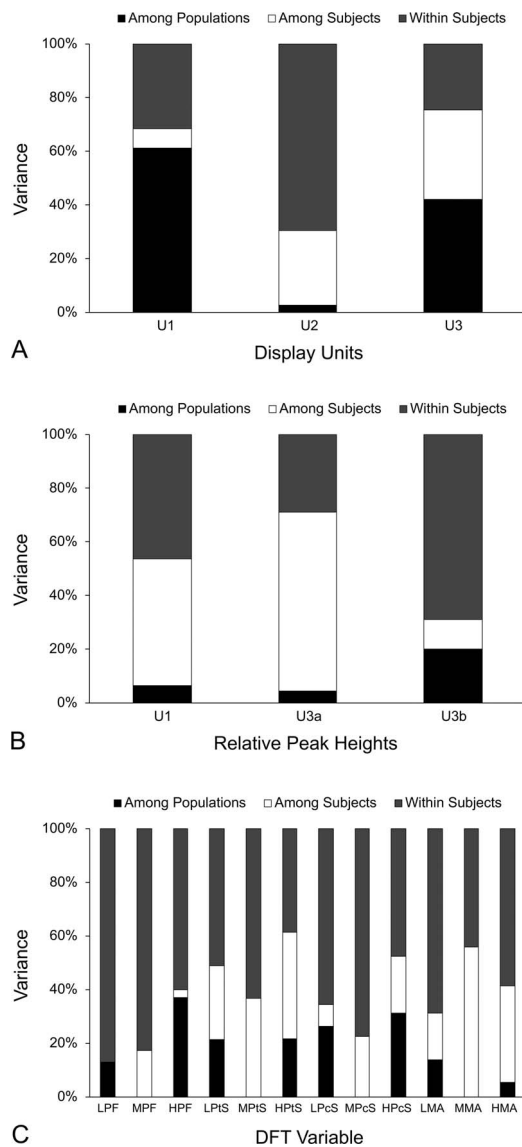 Among Populations Among Subjects Within Subjects
100%
80%
60%
40%
20%
0%
Variance
U1 U2 U3
A Display Units
Among Populations Among Subjects Within Subjects
100%
80%
60%
40%
20%
0%
Variance
U1 U3a U3b
B Relative Peak Heights
Among Populations Among Subjects Within Subjects
100%
80%
60%
40%
20%
0%
Variance
LPF MPF HPF LPtS MPtS HPtS LPcS MPcS HPcS LMA MMA HMA
C DFT Variable